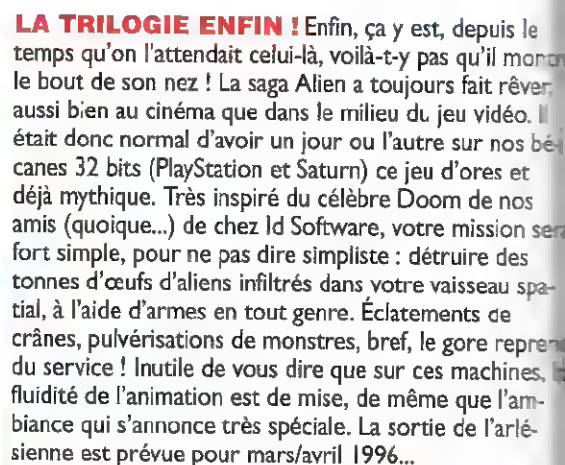 LA TRILOGIE ENFIN ! Enfin, ça y est, depuis le
temps qu'on l'attendait celui-là, voilà-t-y pas qu'il
le bout de son nez ! La saga Alien a toujours fait rêver,
aussi bien au cinéma que dans le milieu du jeu vidéo. Il
était donc normal d'avoir un jour ou l'autre sur nos bé-
canes 32 bits (PlayStation et Saturn) ce jeu d'ores et
déjà mythique. Très inspiré du célèbre Doom de nos
amis (quoique...) de chez Id Software, votre mission sera
fort simple, pour ne pas dire simpliste : détruire des
tonnes d'œufs d'aliens infiltrés dans votre vaisseau spa-
tial, à l'aide d'armes en tout genre. Éclatements de
crânes, pulvérisations de monstres, bref, le gore
du service ! Inutile de vous dire que sur ces machines,
fluidité de l'animation est de mise, de même que l'am-
biance qui s'annonce très spéciale. La sortie de l'arlé-
sienne est prévue pour mars/avril 1996...